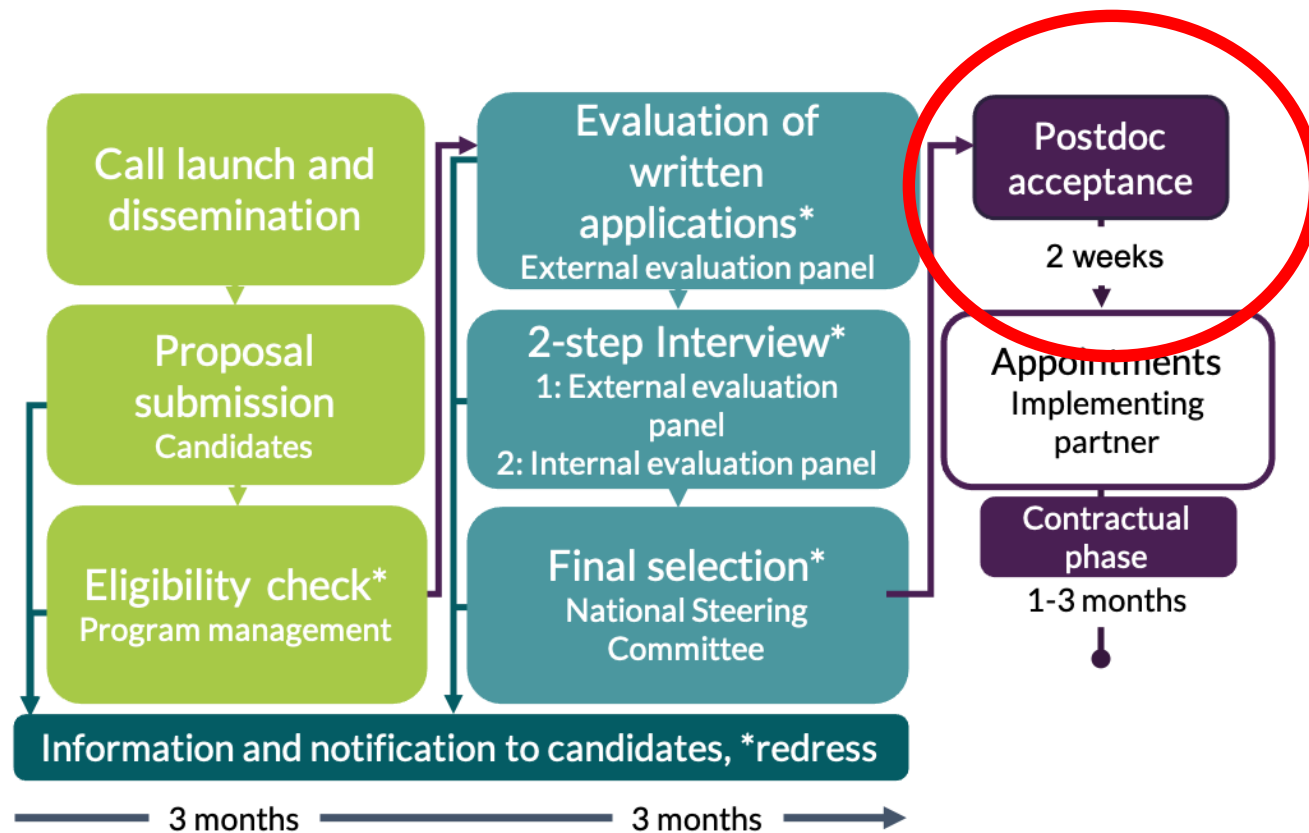 Call launch and
dissemination
Proposal
submission
Candidates
Eligibility check*
Program management
Evaluation of
written
applications*
External evaluation panel
2-step Interview*
1: External evaluation
panel
2: Internal evaluation panel
Final selection*
National Steering
Committee
Postdoc
acceptance
2 weeks
Appointments
Implementing
partner
Contractual
phase
1-3 months
Information and notification to candidates, *redress
3 months
3 months